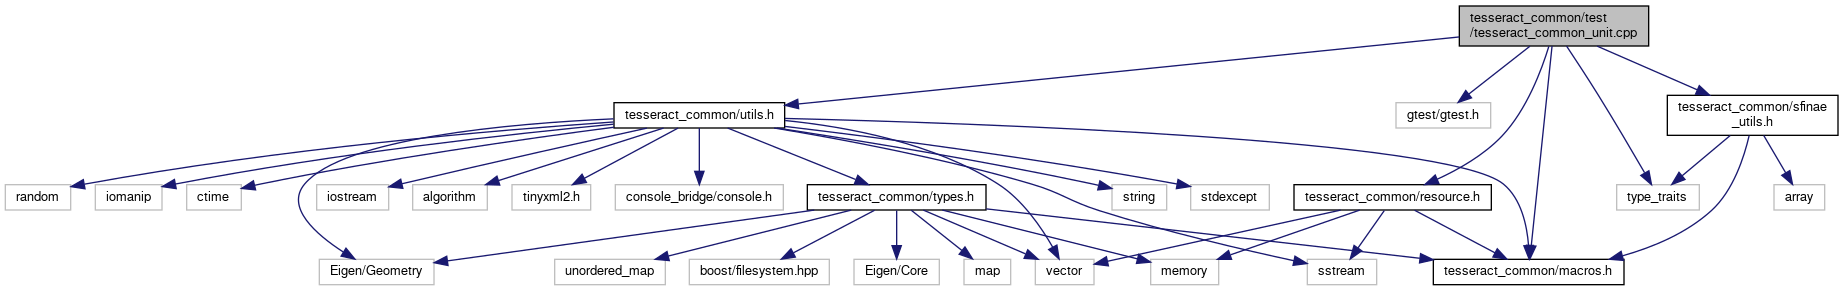 tesseract_common/test
/tesseract_common_unit.cpp
tesseract_common/utils.h
gtest/gtest.h
tesseract_common/sfinae
_utils.h
random
iomanip
ctime
iostream
algorithm
tinyxml2.h
console_bridge/console.h
tesseract_common/types.h
string
stdexcept
tesseract_common/resource.h
type_traits
array
Eigen/Geometry
unordered_map
boost/filesystem.hpp
Eigen/Core
map
vector
memory
sstream
tesseract_common/macros.h